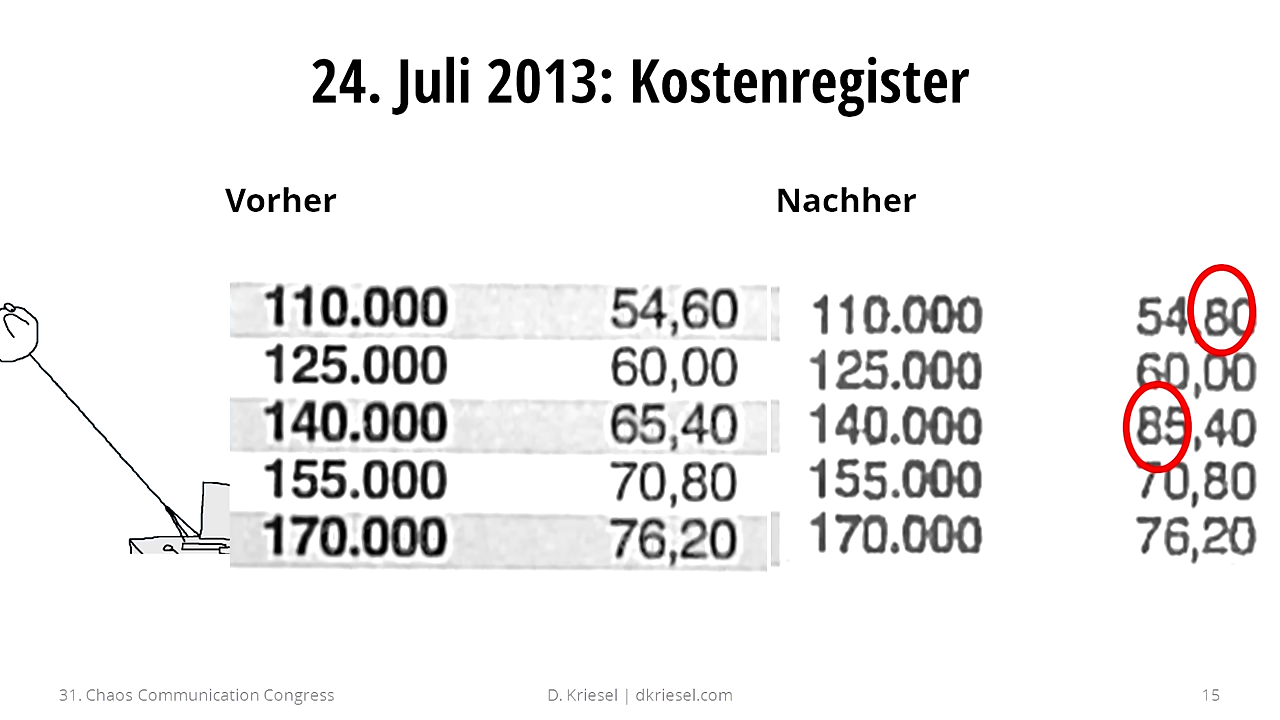 24. Juli 2013: Kostenregister
Vorher Nachher
110.000 54,60 110.000 54,80
125.000 60,00 125.000 60,00
140.000 65,40 140.000 85,40
155.000 70,80 155.000 70,80
170.000 76,20 170.000 76,20
31. Chaos Communication Congress D. Kriesel | dkriesel.com 15